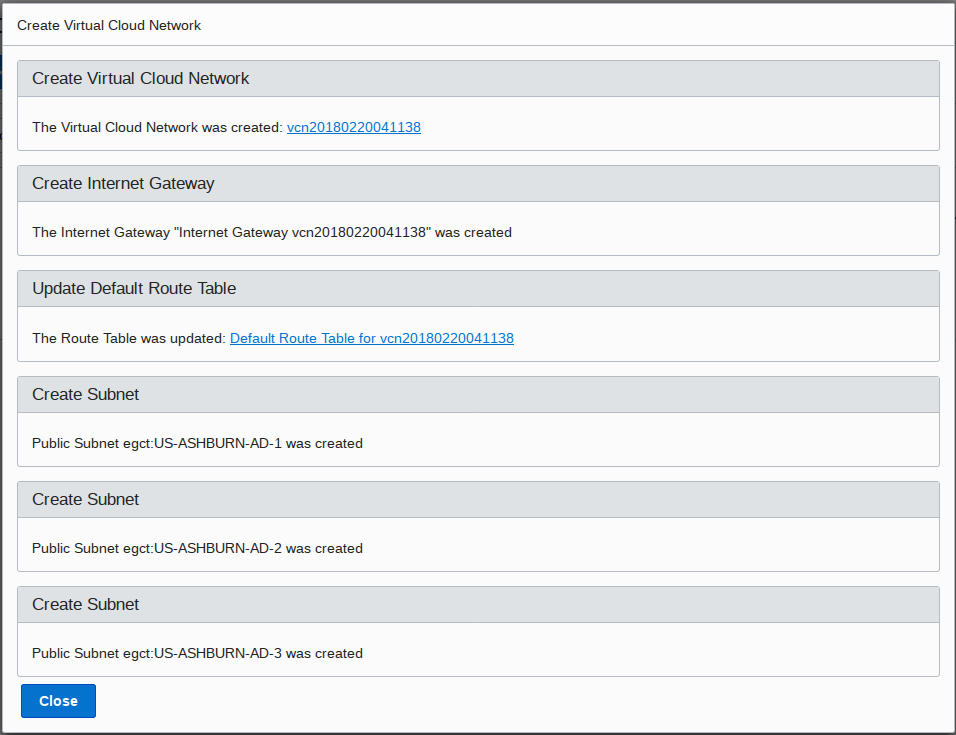 Create Virtual Cloud Network
Create Virtual Cloud Network
The Virtual Cloud Network was created: vcn20180220041138
Create Internet Gateway
The Internet Gateway "Internet Gateway vcn20180220041138" was created
Update Default Route Table
The Route Table was updated: Default Route Table for vcn20180220041138
Create Subnet
Public Subnet egct:US-ASHBURN-AD-1 was created
Create Subnet
Public Subnet egct:US-ASHBURN-AD-2 was created
Create Subnet
Public Subnet egct:US-ASHBURN-AD-3 was created
Close